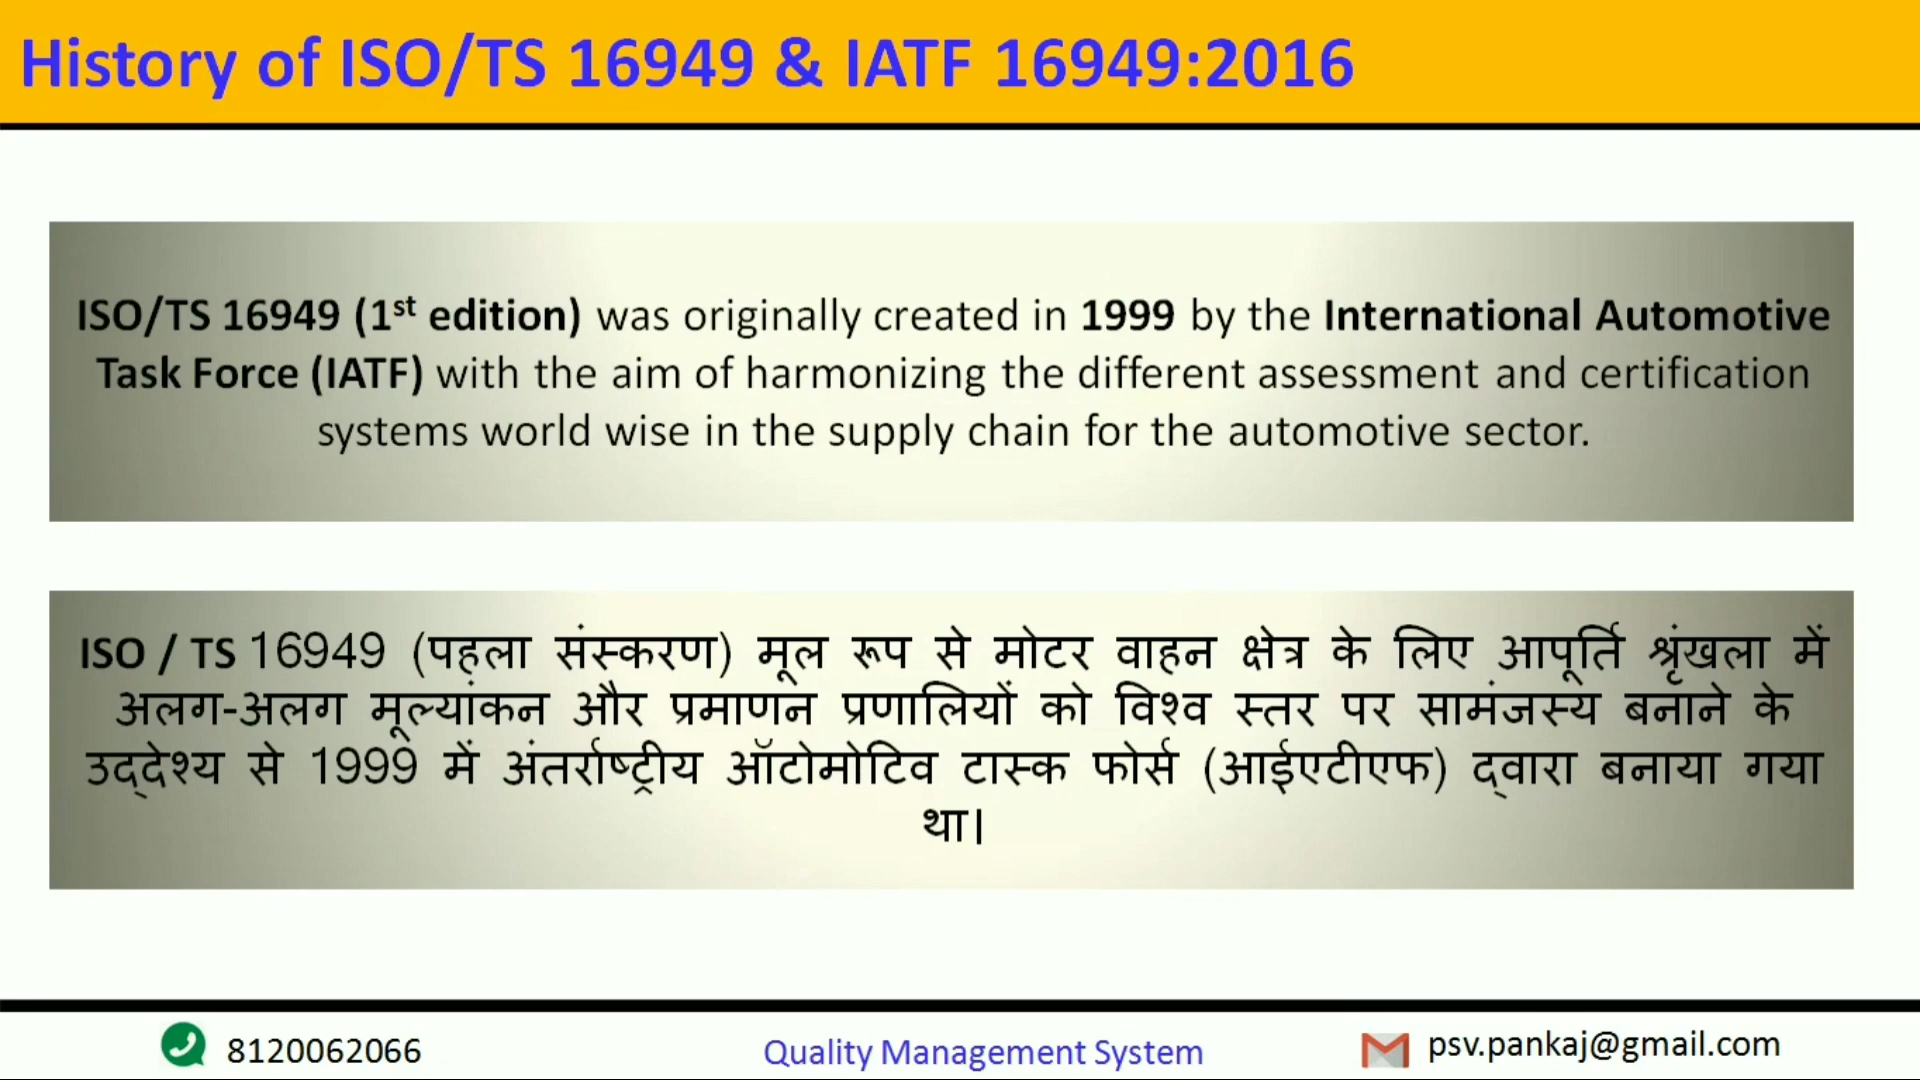 History of ISO/TS 16949 & IATF 16949:2016
ISO/TS 16949 (1st edition) was originally created in 1999 by the International Automotive
Task Force (IATF) with the aim of harmonizing the different assessment and certification
systems world wise in the supply chain for the automotive sector.
ISO / TS 16949 (पहला संस्करण) मूल रूप से मोटर वाहन क्षेत्र के लिए आपूर्ति श्रृंखला में
अलग-अलग मूल्यांकन और प्रमाणन प्रणालियों को विश्व स्तर पर सामंजस्य बनाने के
उद्देश्य से 1999 में अंतर्राष्ट्रीय ऑटोमोटिव टास्क फोर्स (आईएटीएफ) द्वारा बनाया गया
था।
8120062066
Quality Management System
psv.pankaj@gmail.com